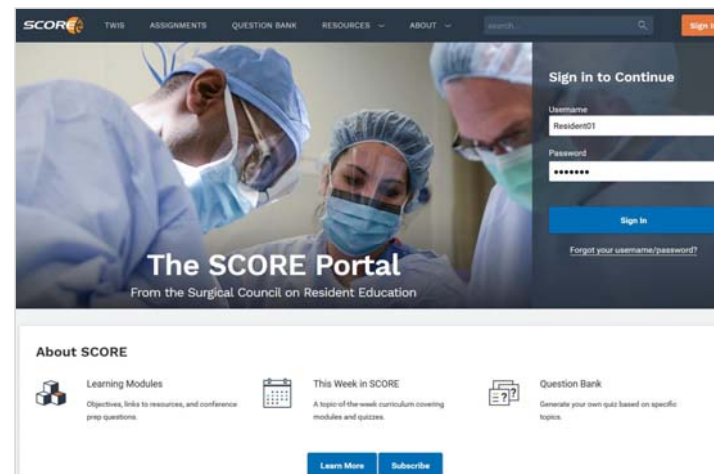 SCORE TWIS ASSIGNMENTS QUESTION BANK RESOURCES ABOUT search... Sign In
Sign in to Continue
Username
Resident01
Password
•••••••
Sign In
Forgot your username/password?
The SCORE Portal
From the Surgical Council on Resident Education
About SCORE
Learning Modules
Objectives, links to resources, and conference
prep questions.
This Week in SCORE
A topic-of-the-week curriculum covering
modules and quizzes.
Question Bank
Generate your own quiz based on specific
topics.
Learn More Subscribe